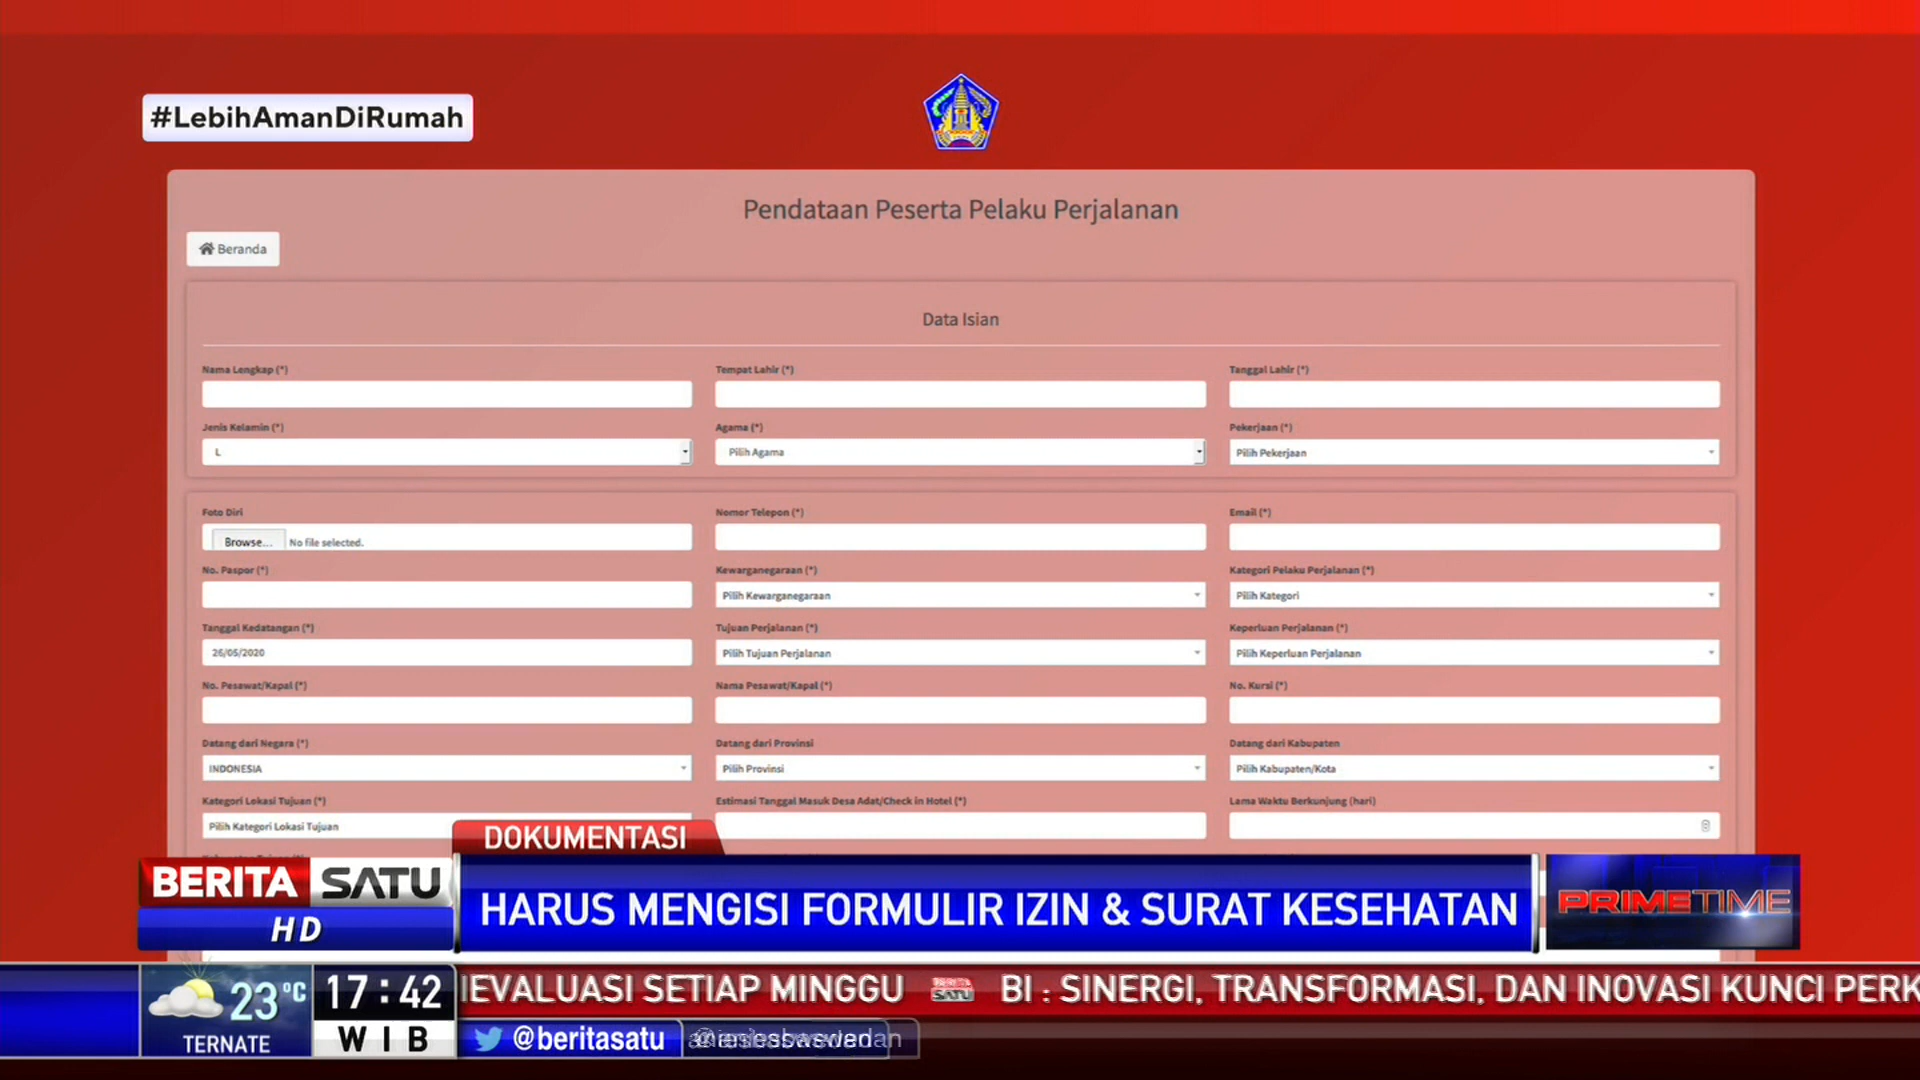 #LebihAmanDiRumah
Pendataan Peserta Pelaku Perjalanan
Beranda
Data Isian
Nama Lengkap (*)
Tempat Lahir (*)
Tanggal Lahir (*)
Jenis Kelamin (*)
Agama (*)
Pekerjaan (*)
L
Pilih Agama
Pilih Pekerjaan
Foto Diri
Nomor Telepon (*)
Email (*)
Browse... No file selected.
No. Paspor (*)
Kewarganegaraan (*)
Kategori Pelaku Perjalanan (*)
Pilih Kewarganegaraan
Pilih Kategori
Tanggal Kedatangan (*)
Tujuan Perjalanan (*)
Keperluan Perjalanan (*)
26/05/2020
Pilih Tujuan Perjalanan
Pilih Keperluan Perjalanan
No. Pesawat/Kapal (*)
Nama Pesawat/Kapal (*)
No. Kursi (*)
Datang dari Negara (*)
Datang dari Provinsi
Datang dari Kabupaten
INDONESIA
Pilih Provinsi
Pilih Kabupaten/Kota
Kategori Lokasi Tujuan (*)
Estimasi Tanggal Masuk Desa Adat/Check in Hotel (*)
Lama Waktu Berkunjung (hari)
Pilih Kategori Lokasi Tujuan
DOKUMENTASI
BERITA SATU
HD
HARUS MENGISI FORMULIR IZIN & SURAT KESEHATAN
PRIMETIME
23°C
TERNATE
17:42
WIB
IEVALUASI SETIAP MINGGU
BERITA SATU
BI : SINERGI, TRANSFORMASI, DAN INOVASI KUNCI PERK
@beritasatu